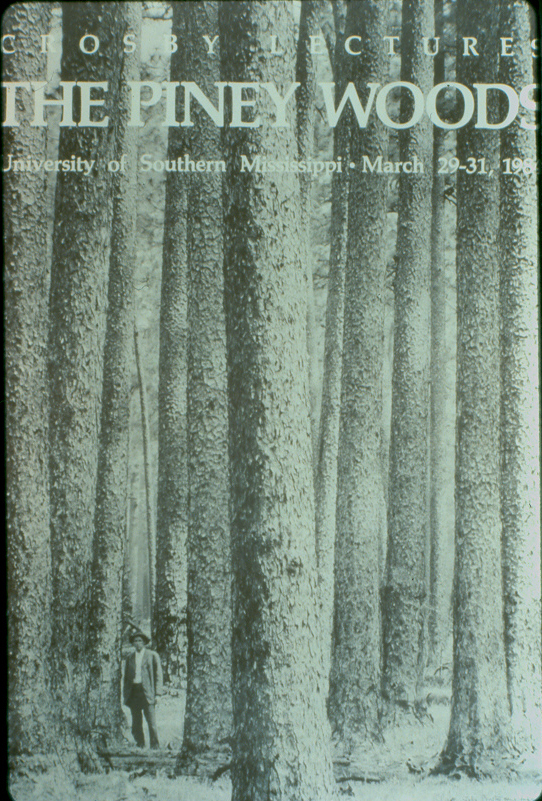 CROSBY LECTURES
THE PINEY WOODS
University of Southern Mississippi • March 29-31,